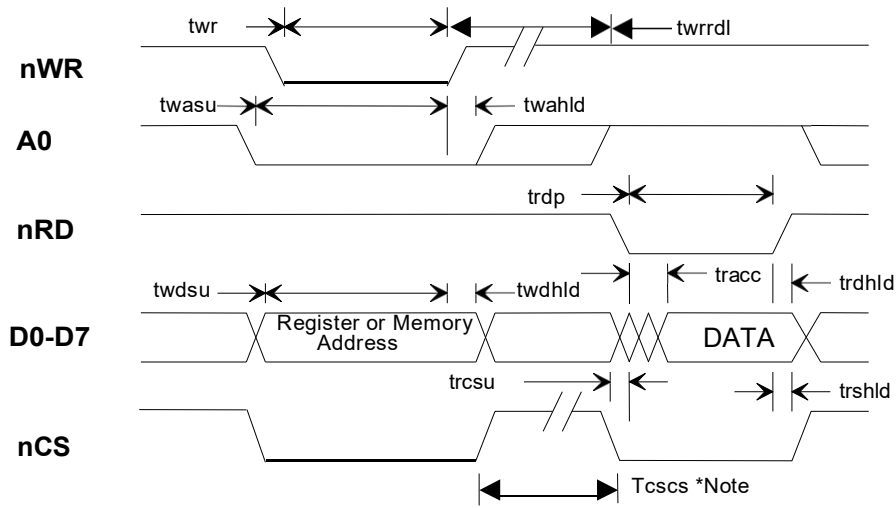 twr
twrrdl
nWR
twasu
twahld
A0
trdp
nRD
tracc
twdsu
twdhld
trdhld
D0-D7
Register or Memory
Address
DATA
trcsu
trshld
nCS
Tcscs *Note